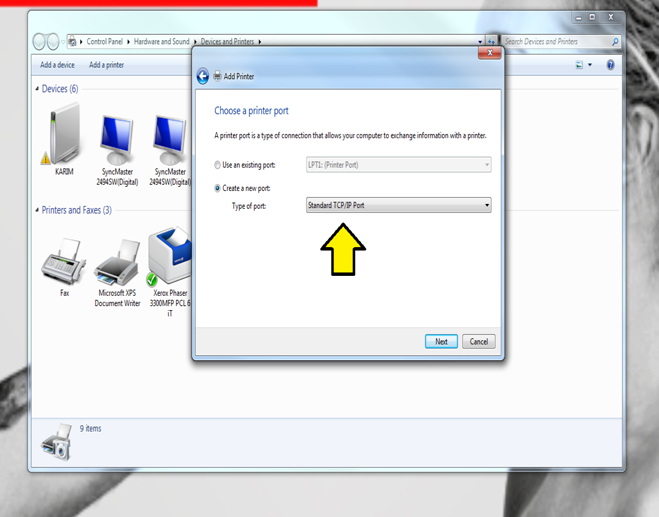 Control Panel ▸ Hardware and Sound ▸ Devices and Printers ▸
Search Devices and Printers
Add a device Add a printer
Add Printer
Devices (6)
KARIM
SyncMaster
2494SW(Digital)
SyncMaster
2494SW(Digital)
Printers and Faxes (3)
Fax
Microsoft XPS
Document Writer
Xerox Phaser
3300MFP PCL 6
iT
Choose a printer port
A printer port is a type of connection that allows your computer to exchange information with a printer.
Use an existing port:
LPT1: (Printer Port)
Create a new port:
Type of port:
Standard TCP/IP Port
Next
Cancel
9 items